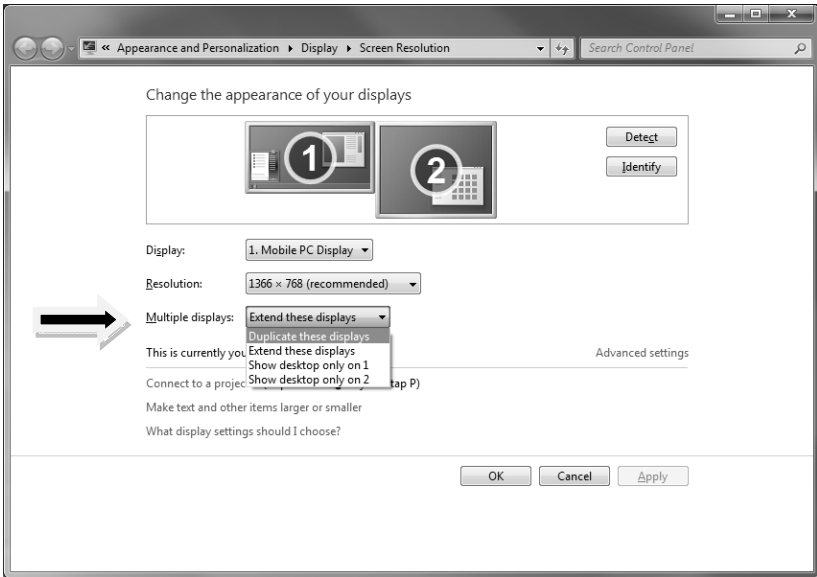 « Appearance and Personalization ▸ Display ▸ Screen Resolution Search Control Panel
Change the appearance of your displays
1
2
Detect
Identify
Display: 1. Mobile PC Display
Resolution: 1366 × 768 (recommended)
Multiple displays: Extend these displays
Duplicate these displays
Extend these displays
Show desktop only on 1
Show desktop only on 2
This is currently you
Advanced settings
Connect to a projec tap P)
Make text and other items larger or smaller
What display settings should I choose?
OK Cancel Apply